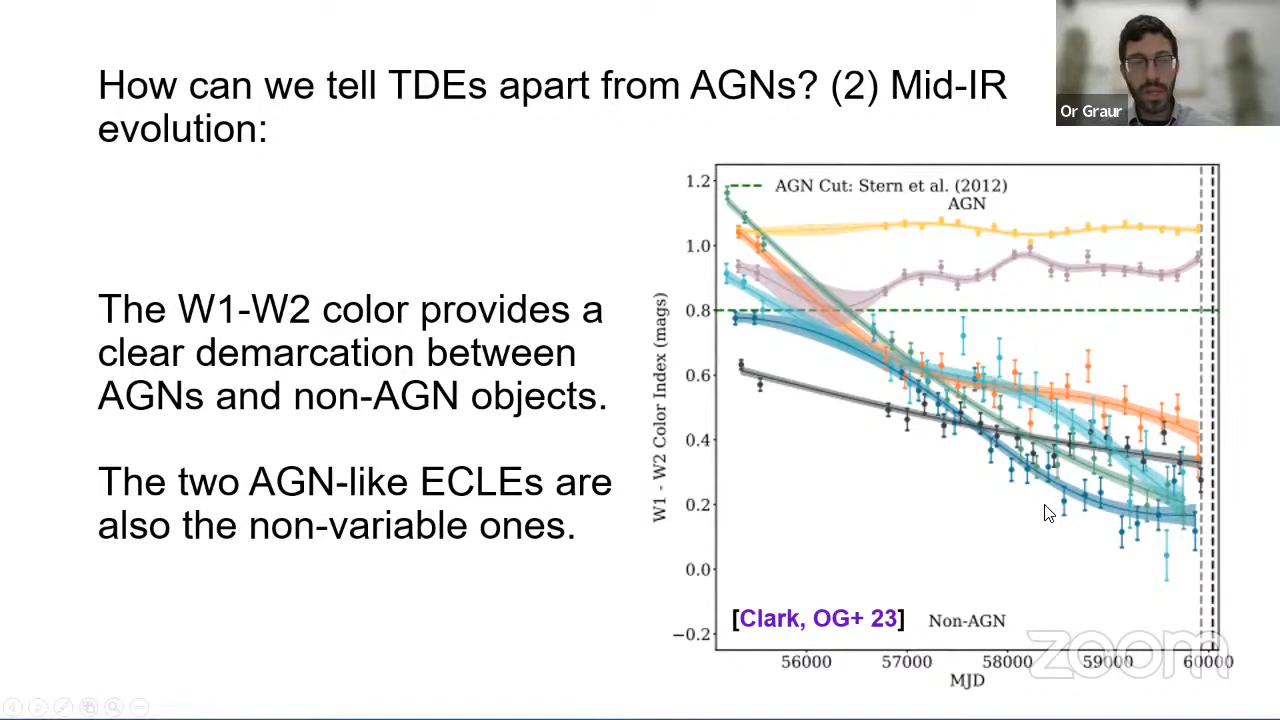 How can we tell TDEs apart from AGNs? (2) Mid-IR
evolution:
Or Graur
The W1-W2 color provides a
clear demarcation between
AGNs and non-AGN objects.
The two AGN-like ECLEs are
also the non-variable ones.
AGN Cut: Stern et al. (2012)
AGN
1.2
1.0
0.8
0.6
0.4
0.2
0.0
−0.2
W1 - W2 Color Index (mags)
[Clark, OG+ 23]
Non-AGN
56000 57000 58000 59000 60000
MJD
zoom